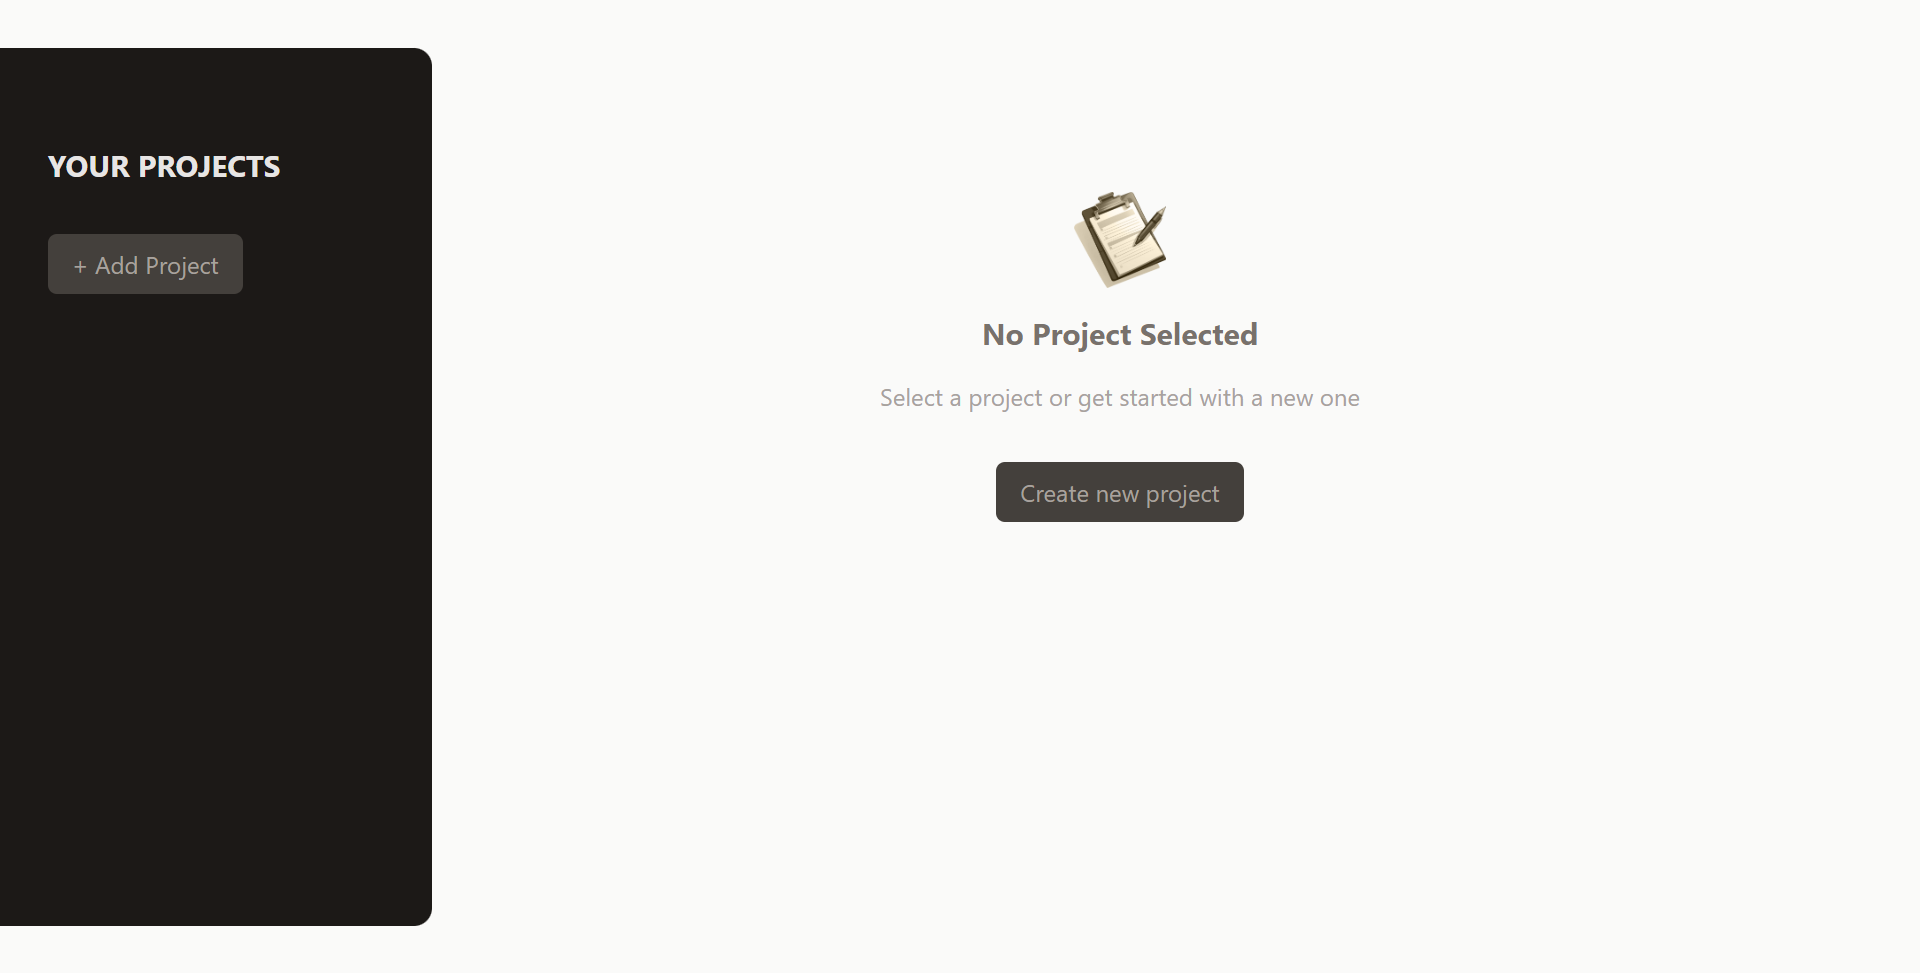 YOUR PROJECTS
+ Add Project
No Project Selected
Select a project or get started with a new one
Create new project